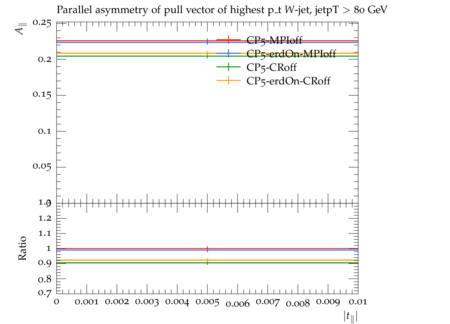 Parallel asymmetry of pull vector of highest p_t W-jet, jetpT > 80 GeV
A∥
0.25
0.2
0.15
0.1
0.05
CP5-MPIoff
CP5-erdOn-MPIoff
CP5-CRoff
CP5-erdOn-CRoff
Ratio
1.2
1.1
1
0.9
0.8
0.7
0 0.001 0.002 0.003 0.004 0.005 0.006 0.007 0.008 0.009 0.01
|t∥|